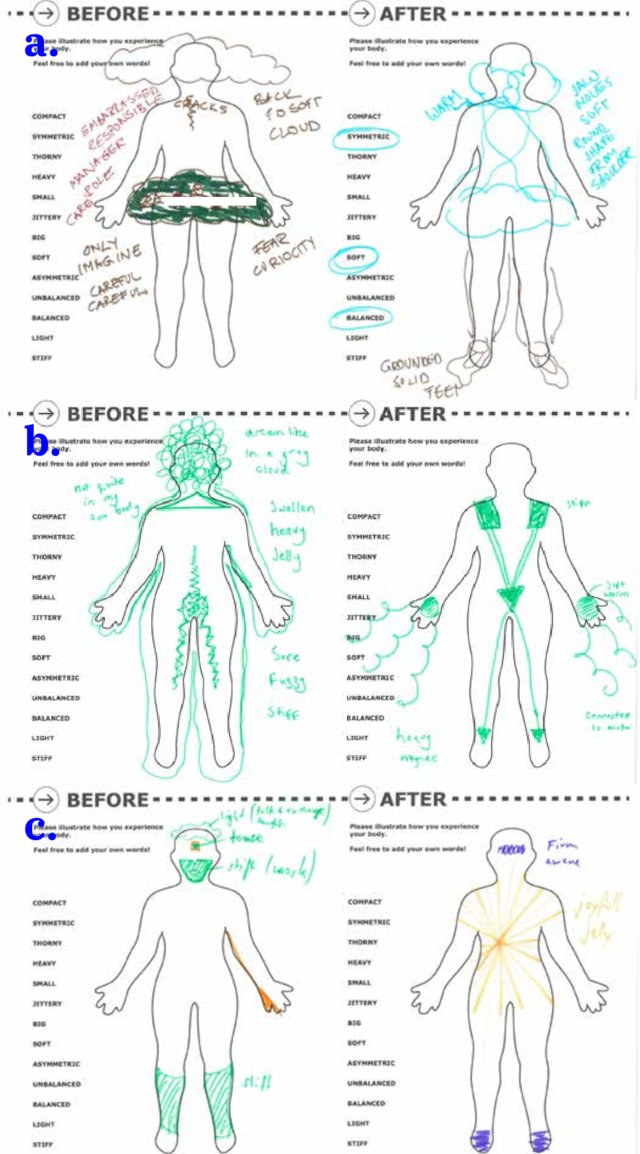 a.
BEFORE
Please illustrate how you experience
your body.
Feel free to add your own words!
COMPACT
SYMMETRIC
THORNY
HEAVY
SMALL
JITTERY
BIG
SOFT
ASYMMETRIC
UNBALANCED
BALANCED
LIGHT
STIFF
EMBARRASSED
RESPONSIBLE
MANAGER
ROLE
CRACKS
BACK
TO SOFT
CLOUD
ONLY
IMAGINE
CAREFUL
CAREFUL
FEAR
CURIOCITY
AFTER
Please illustrate how you experience
your body.
Feel free to add your own words!
COMPACT
SYMMETRIC
THORNY
HEAVY
SMALL
JITTERY
BIG
SOFT
ASYMMETRIC
UNBALANCED
BALANCED
LIGHT
STIFF
WARM
JAW
MOVES
SOFT
ROUND
SHAPE
FROM
SHOULDER
GROUNDED
SOLID
FEET
b.
BEFORE
Please illustrate how you experience
your body.
Feel free to add your own words!
COMPACT
SYMMETRIC
THORNY
HEAVY
SMALL
JITTERY
BIG
SOFT
ASYMMETRIC
UNBALANCED
BALANCED
LIGHT
STIFF
dream like
in a grey
cloud
not quite
in my
own body
Swollen
heavy
Jelly
Sore
Fuzzy
Stiff
AFTER
Please illustrate how you experience
your body.
Feel free to add your own words!
COMPACT
SYMMETRIC
THORNY
HEAVY
SMALL
JITTERY
BIG
SOFT
ASYMMETRIC
UNBALANCED
BALANCED
LIGHT
STIFF
stiff
soft
warm
Connected
to
heavy
c.
BEFORE
Please illustrate how you experience
your body.
Feel free to add your own words!
COMPACT
SYMMETRIC
THORNY
HEAVY
SMALL
JITTERY
BIG
SOFT
ASYMMETRIC
UNBALANCED
BALANCED
LIGHT
STIFF
light
tense
stiff (mask)
stiff
AFTER
Please illustrate how you experience
your body.
Feel free to add your own words!
COMPACT
SYMMETRIC
THORNY
HEAVY
SMALL
JITTERY
BIG
SOFT
ASYMMETRIC
UNBALANCED
BALANCED
LIGHT
STIFF
Firm
aware
joyfull
jelly